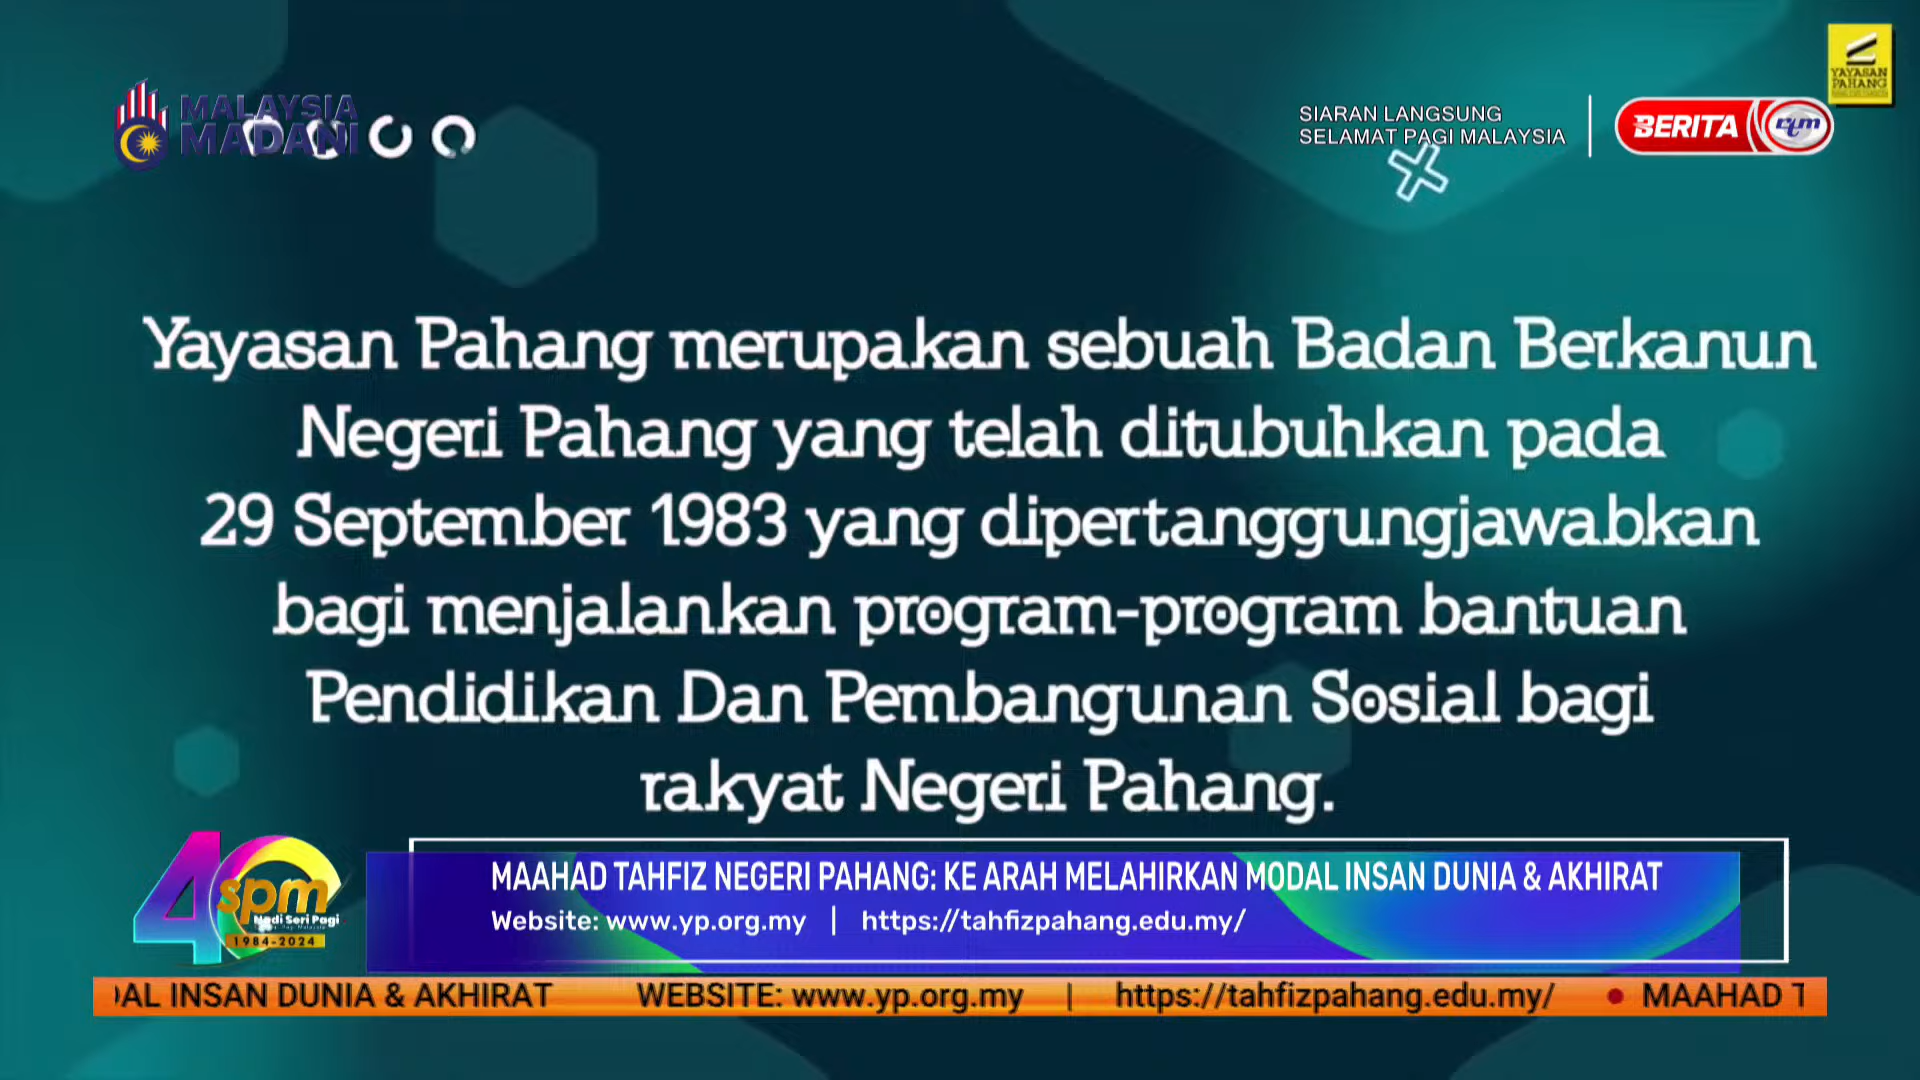 YAYASAN
PAHANG
MALAYSIA
MADANI
SIARAN LANGSUNG
SELAMAT PAGI MALAYSIA
BERITA rtm
Yayasan Pahang merupakan sebuah Badan Berkanun
Negeri Pahang yang telah ditubuhkan pada
29 September 1983 yang dipertanggungjawabkan
bagi menjalankan program-program bantuan
Pendidikan Dan Pembangunan Sosial bagi
rakyat Negeri Pahang.
40 spm
Nadi Seri Pagi
1984-2024
MAAHAD TAHFIZ NEGERI PAHANG: KE ARAH MELAHIRKAN MODAL INSAN DUNIA & AKHIRAT
Website: www.yp.org.my | https://tahfizpahang.edu.my/
DAL INSAN DUNIA & AKHIRAT WEBSITE: www.yp.org.my | https://tahfizpahang.edu.my/ • MAAHAD T